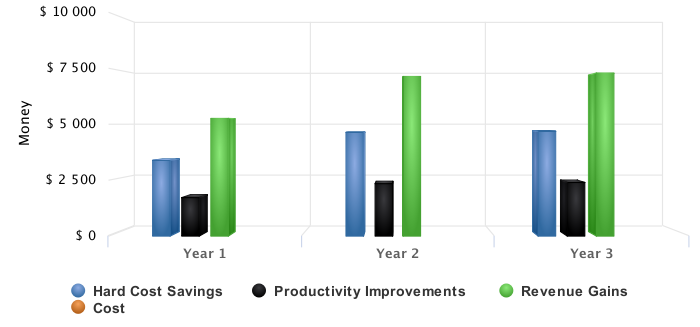 $ 10 000
$ 7 500
$ 5 000
$ 2 500
$ 0
Money
Year 1 Year 2 Year 3
Hard Cost Savings Productivity Improvements Revenue Gains
Cost